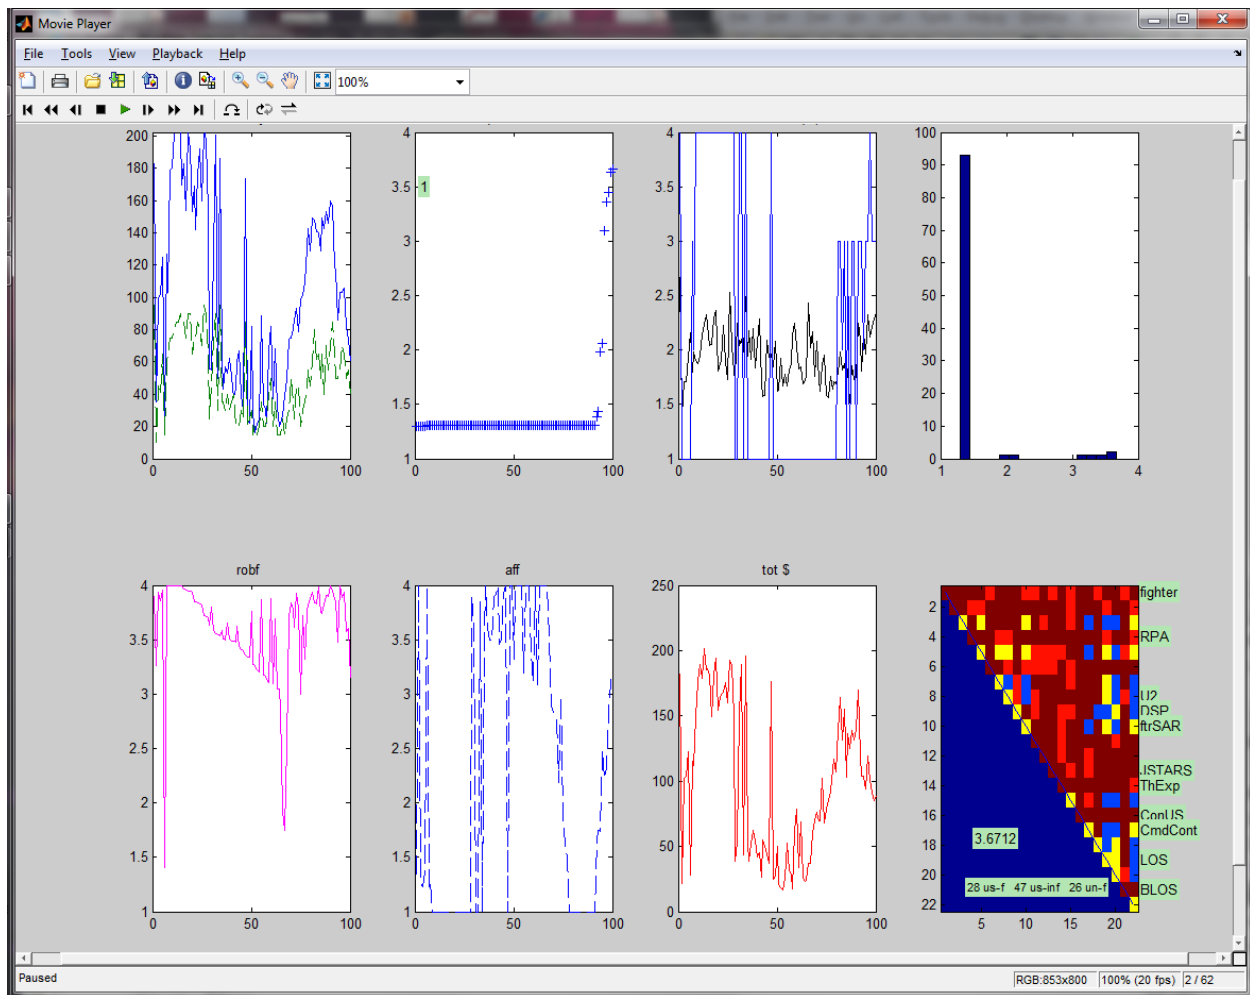 Movie Player
File Tools View Playback Help
100%
200
180
160
140
120
100
80
60
40
20
0
0 50 100
4
3.5
3
2.5
2
1.5
1
0 50 100
1
4
3.5
3
2.5
2
1.5
1
0 50 100
100
90
80
70
60
50
40
30
20
10
0
1 2 3 4
robf
4
3.5
3
2.5
2
1.5
1
0 50 100
aff
4
3.5
3
2.5
2
1.5
1
0 50 100
tot $
250
200
150
100
50
0
0 50 100
2
4
6
8
10
12
14
16
18
20
22
5 10 15 20
fighter
RPA
U2
DSP
ftrSAR
JSTARS
ThExp
ConUS
CmdCont
LOS
BLOS
3.6712
28 us-f 47 us-inf 26 un-f
Paused
RGB:853x800 100% (20 fps) 2 / 62